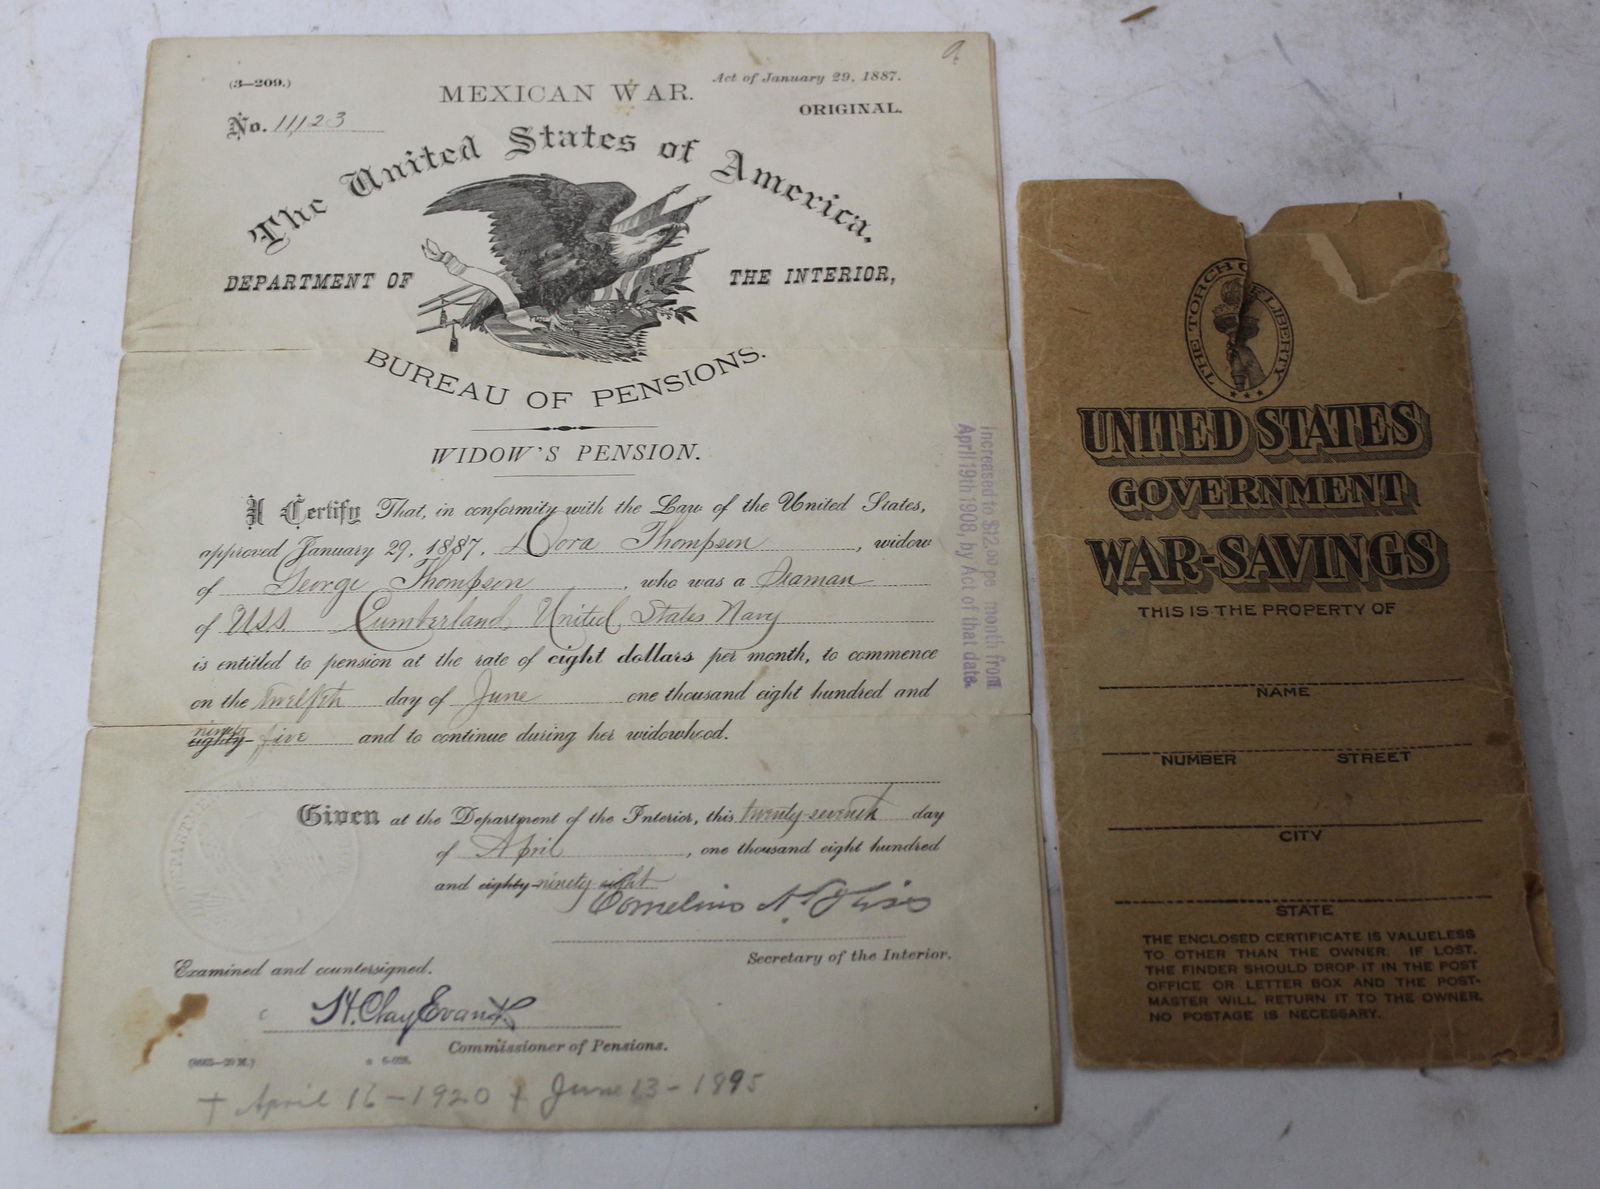 (3—209.)
MEXICAN WAR.
Act of January 29, 1887.
ORIGINAL.
No. 11,123
The United States of America,
DEPARTMENT OF THE INTERIOR,
BUREAU OF PENSIONS.
WIDOW'S PENSION.
I Certify That, in conformity with the Law of the United States,
approved January 29, 1887, Dora Thompson, widow
of George Thompson, who was a Seaman
of U.S.S. Cumberland, United States Navy
is entitled to pension at the rate of eight dollars per month, to commence
on the twelfth day of June one thousand eight hundred and
ninety
eighty-five and to continue during her widowhood.
Given at the Department of the Interior, this twenty-seventh day
of April, one thousand eight hundred
and eighty-ninety eight
Cornelius N. Bliss
Secretary of the Interior.
Examined and countersigned.
H. Clay Evans
Commissioner of Pensions.
+ April 16-1920 + June 13-1895
Increased to $12.00 pe month from
April 19th 1908, by Act of that date.
DEPARTMENT
THE TORCH OF LIBERTY
UNITED STATES
GOVERNMENT
WAR-SAVINGS
THIS IS THE PROPERTY OF
NAME
NUMBER STREET
CITY
STATE
THE ENCLOSED CERTIFICATE IS VALUELESS
TO OTHER THAN THE OWNER. IF LOST,
THE FINDER SHOULD DROP IT IN THE POST
OFFICE OR LETTER BOX AND THE POST-
MASTER WILL RETURN IT TO THE OWNER.
NO POSTAGE IS NECESSARY.